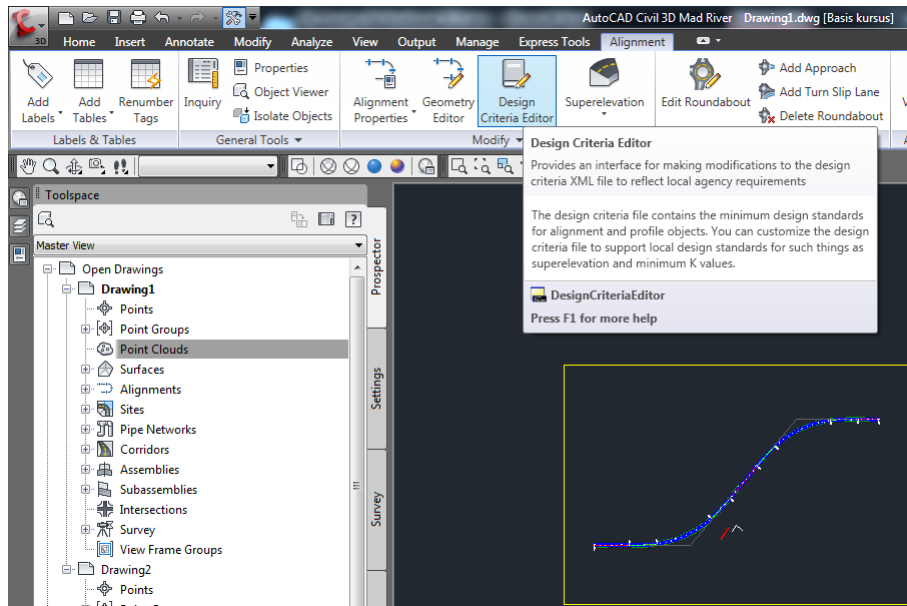 AutoCAD Civil 3D Mad River Drawing1.dwg [Basis kursus]
3D Home Insert Annotate Modify Analyze View Output Manage Express Tools Alignment
Add Labels
Add Tables
Renumber Tags
Inquiry
Properties
Object Viewer
Isolate Objects
Alignment Properties
Geometry Editor
Design Criteria Editor
Superelevation
Edit Roundabout
Add Approach
Add Turn Slip Lane
Delete Roundabout
Labels & Tables
General Tools
Modify
Design Criteria Editor
Provides an interface for making modifications to the design
criteria XML file to reflect local agency requirements
The design criteria file contains the minimum design standards
for alignment and profile objects. You can customize the design
criteria file to support local design standards for such things as
superelevation and minimum K values.
DesignCriteriaEditor
Press F1 for more help
Toolspace
Master View
Open Drawings
Drawing1
Points
Point Groups
Point Clouds
Surfaces
Alignments
Sites
Pipe Networks
Corridors
Assemblies
Subassemblies
Intersections
Survey
View Frame Groups
Drawing2
Points
Prospector
Settings
Survey